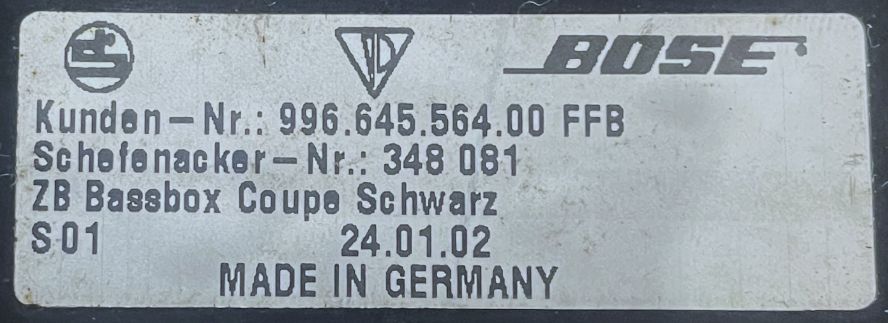 BOSE
Kunden-Nr.: 996.645.564.00 FFB
Schefenacker-Nr.: 348 081
ZB Bassbox Coupe Schwarz
S 01 24.01.02
MADE IN GERMANY